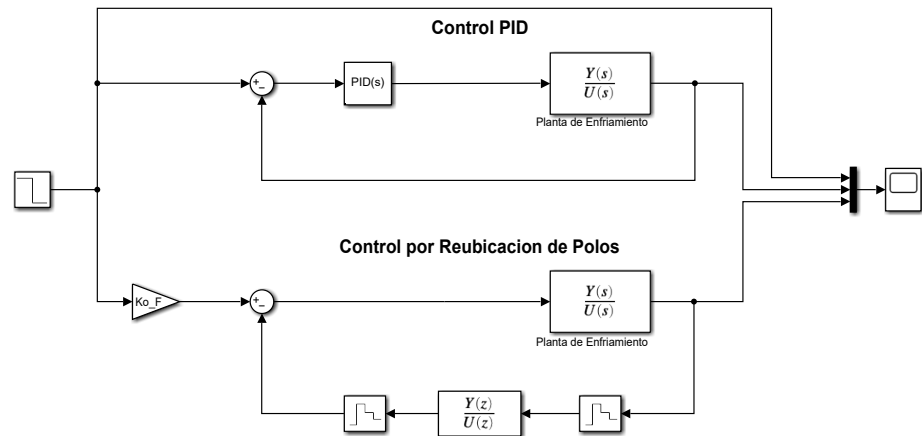 Control PID
+
-
PID(s)
Y(s)
U(s)
Planta de Enfriamiento
Control por Reubicacion de Polos
Ko_F
+
-
Y(s)
U(s)
Planta de Enfriamiento
Y(z)
U(z)